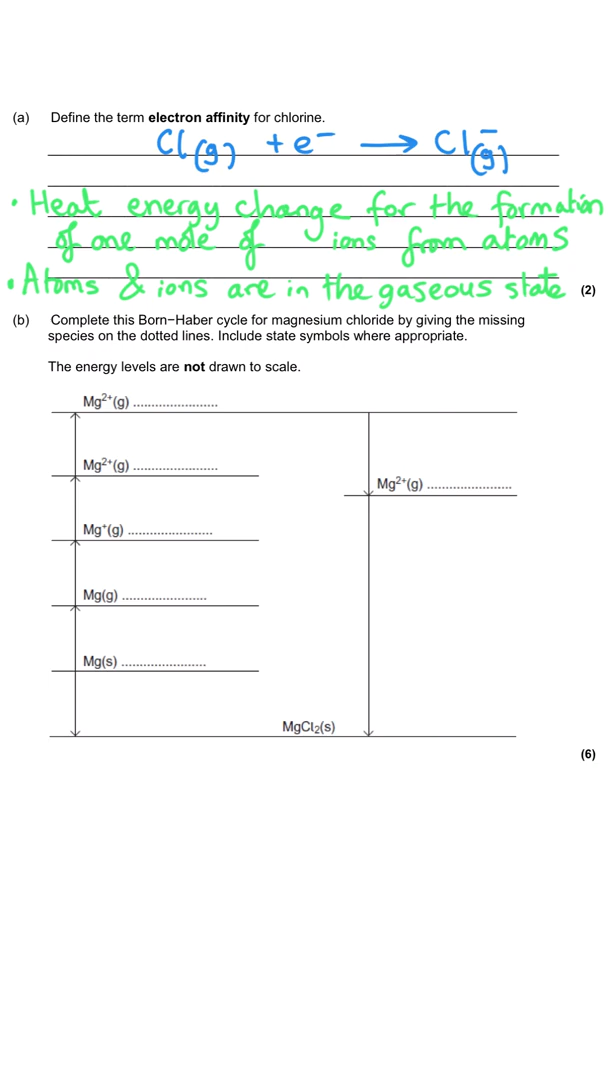 (a) Define the term electron affinity for chlorine.
Cl(g) + e⁻ → Cl⁻(g)
• Heat energy change for the formation
of one mole of ions from atoms
• Atoms & ions are in the gaseous state (2)
(b) Complete this Born−Haber cycle for magnesium chloride by giving the missing
species on the dotted lines. Include state symbols where appropriate.
The energy levels are not drawn to scale.
Mg²⁺(g) ........................
Mg²⁺(g) ........................
Mg²⁺(g) ........................
Mg⁺(g) ........................
Mg(g) ........................
Mg(s) ........................
MgCl₂(s)
(6)